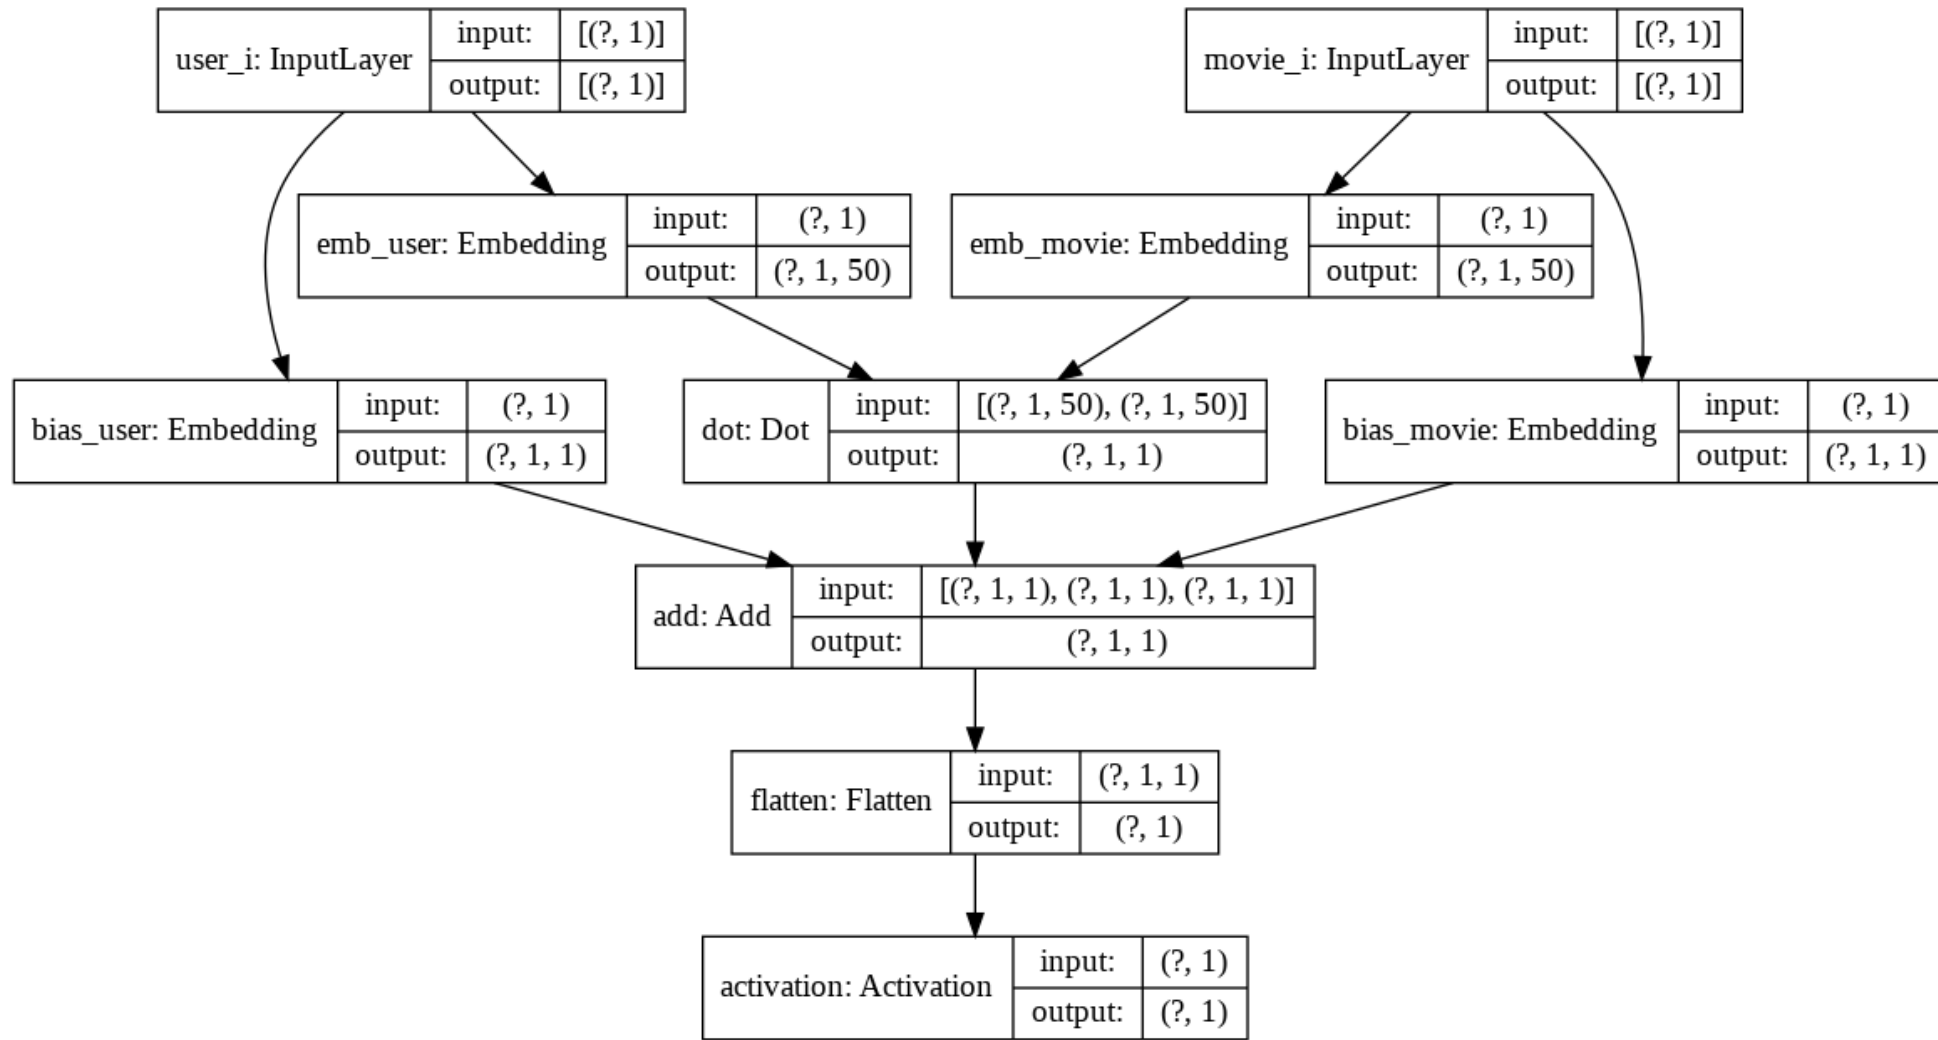 user_i: InputLayer
input: [(?, 1)]
output: [(?, 1)]
movie_i: InputLayer
input: [(?, 1)]
output: [(?, 1)]
emb_user: Embedding
input: (?, 1)
output: (?, 1, 50)
emb_movie: Embedding
input: (?, 1)
output: (?, 1, 50)
bias_user: Embedding
input: (?, 1)
output: (?, 1, 1)
dot: Dot
input: [(?, 1, 50), (?, 1, 50)]
output: (?, 1, 1)
bias_movie: Embedding
input: (?, 1)
output: (?, 1, 1)
add: Add
input: [(?, 1, 1), (?, 1, 1), (?, 1, 1)]
output: (?, 1, 1)
flatten: Flatten
input: (?, 1, 1)
output: (?, 1)
activation: Activation
input: (?, 1)
output: (?, 1)